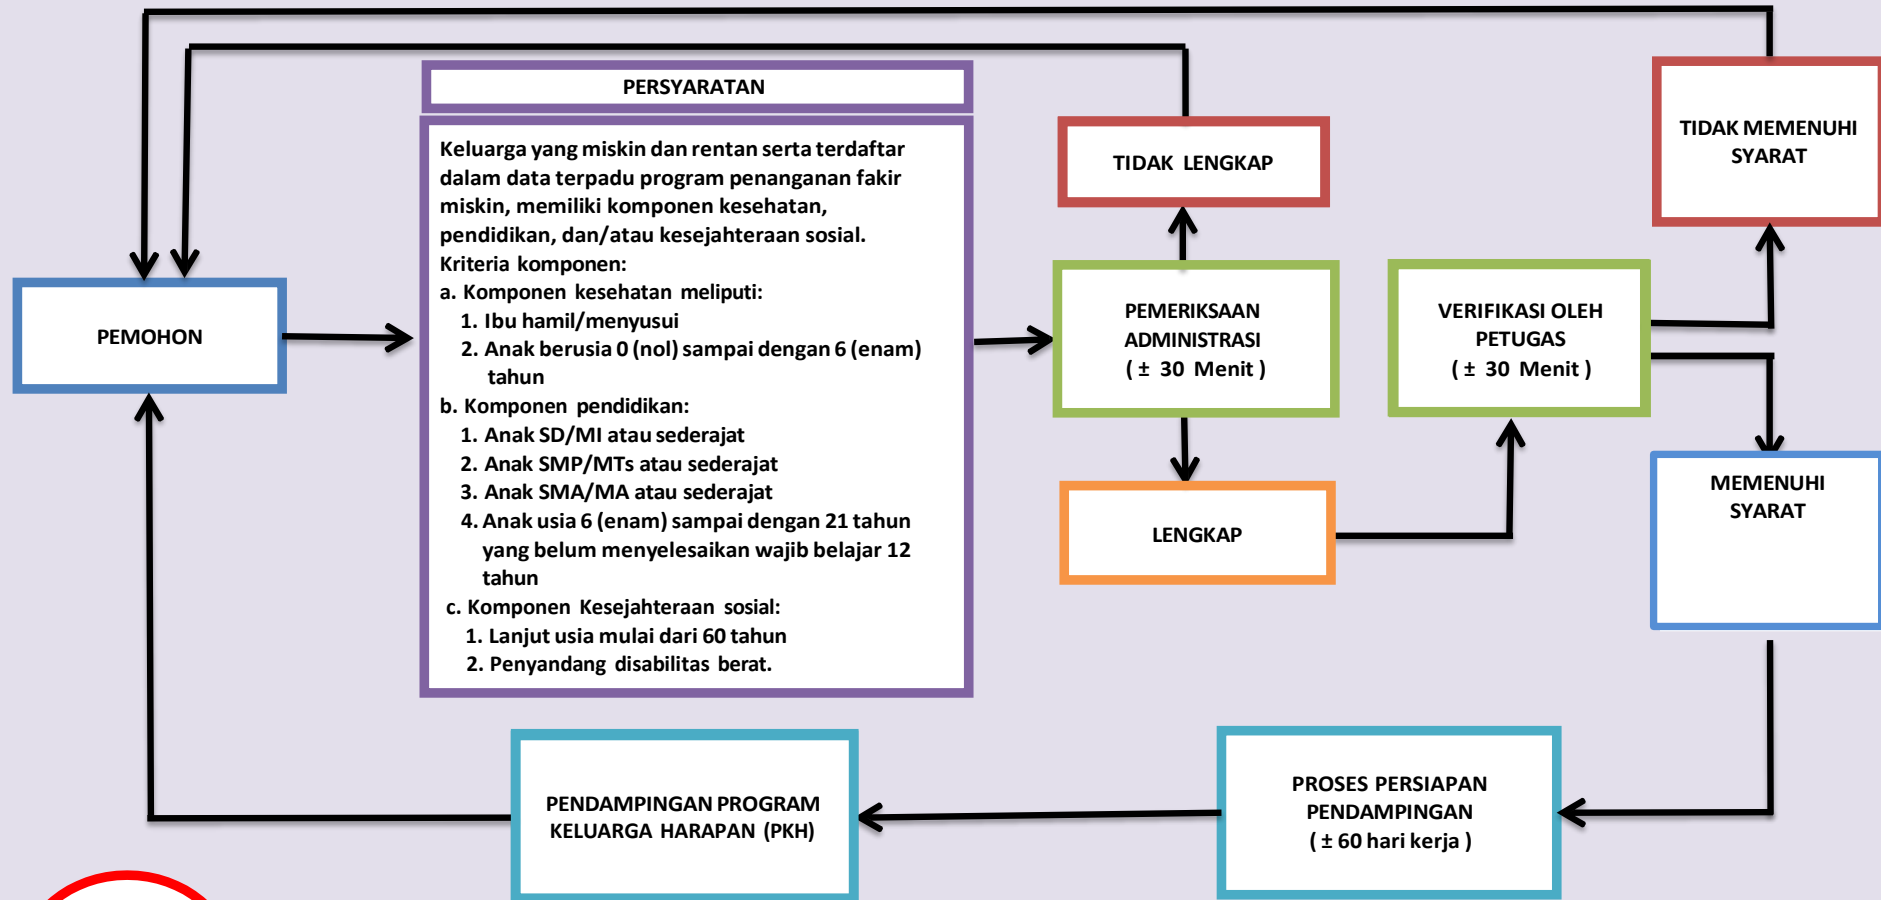 PERSYARATAN
Keluarga yang miskin dan rentan serta terdaftar
dalam data terpadu program penanganan fakir
miskin, memiliki komponen kesehatan,
pendidikan, dan/atau kesejahteraan sosial.
Kriteria komponen:
a. Komponen kesehatan meliputi:
1. Ibu hamil/menyusui
2. Anak berusia 0 (nol) sampai dengan 6 (enam)
tahun
b. Komponen pendidikan:
1. Anak SD/MI atau sederajat
2. Anak SMP/MTs atau sederajat
3. Anak SMA/MA atau sederajat
4. Anak usia 6 (enam) sampai dengan 21 tahun
yang belum menyelesaikan wajib belajar 12
tahun
c. Komponen Kesejahteraan sosial:
1. Lanjut usia mulai dari 60 tahun
2. Penyandang disabilitas berat.
PEMOHON
TIDAK LENGKAP
PEMERIKSAAN
ADMINISTRASI
( ± 30 Menit )
LENGKAP
VERIFIKASI OLEH
PETUGAS
( ± 30 Menit )
TIDAK MEMENUHI
SYARAT
MEMENUHI
SYARAT
PROSES PERSIAPAN
PENDAMPINGAN
( ± 60 hari kerja )
PENDAMPINGAN PROGRAM
KELUARGA HARAPAN (PKH)